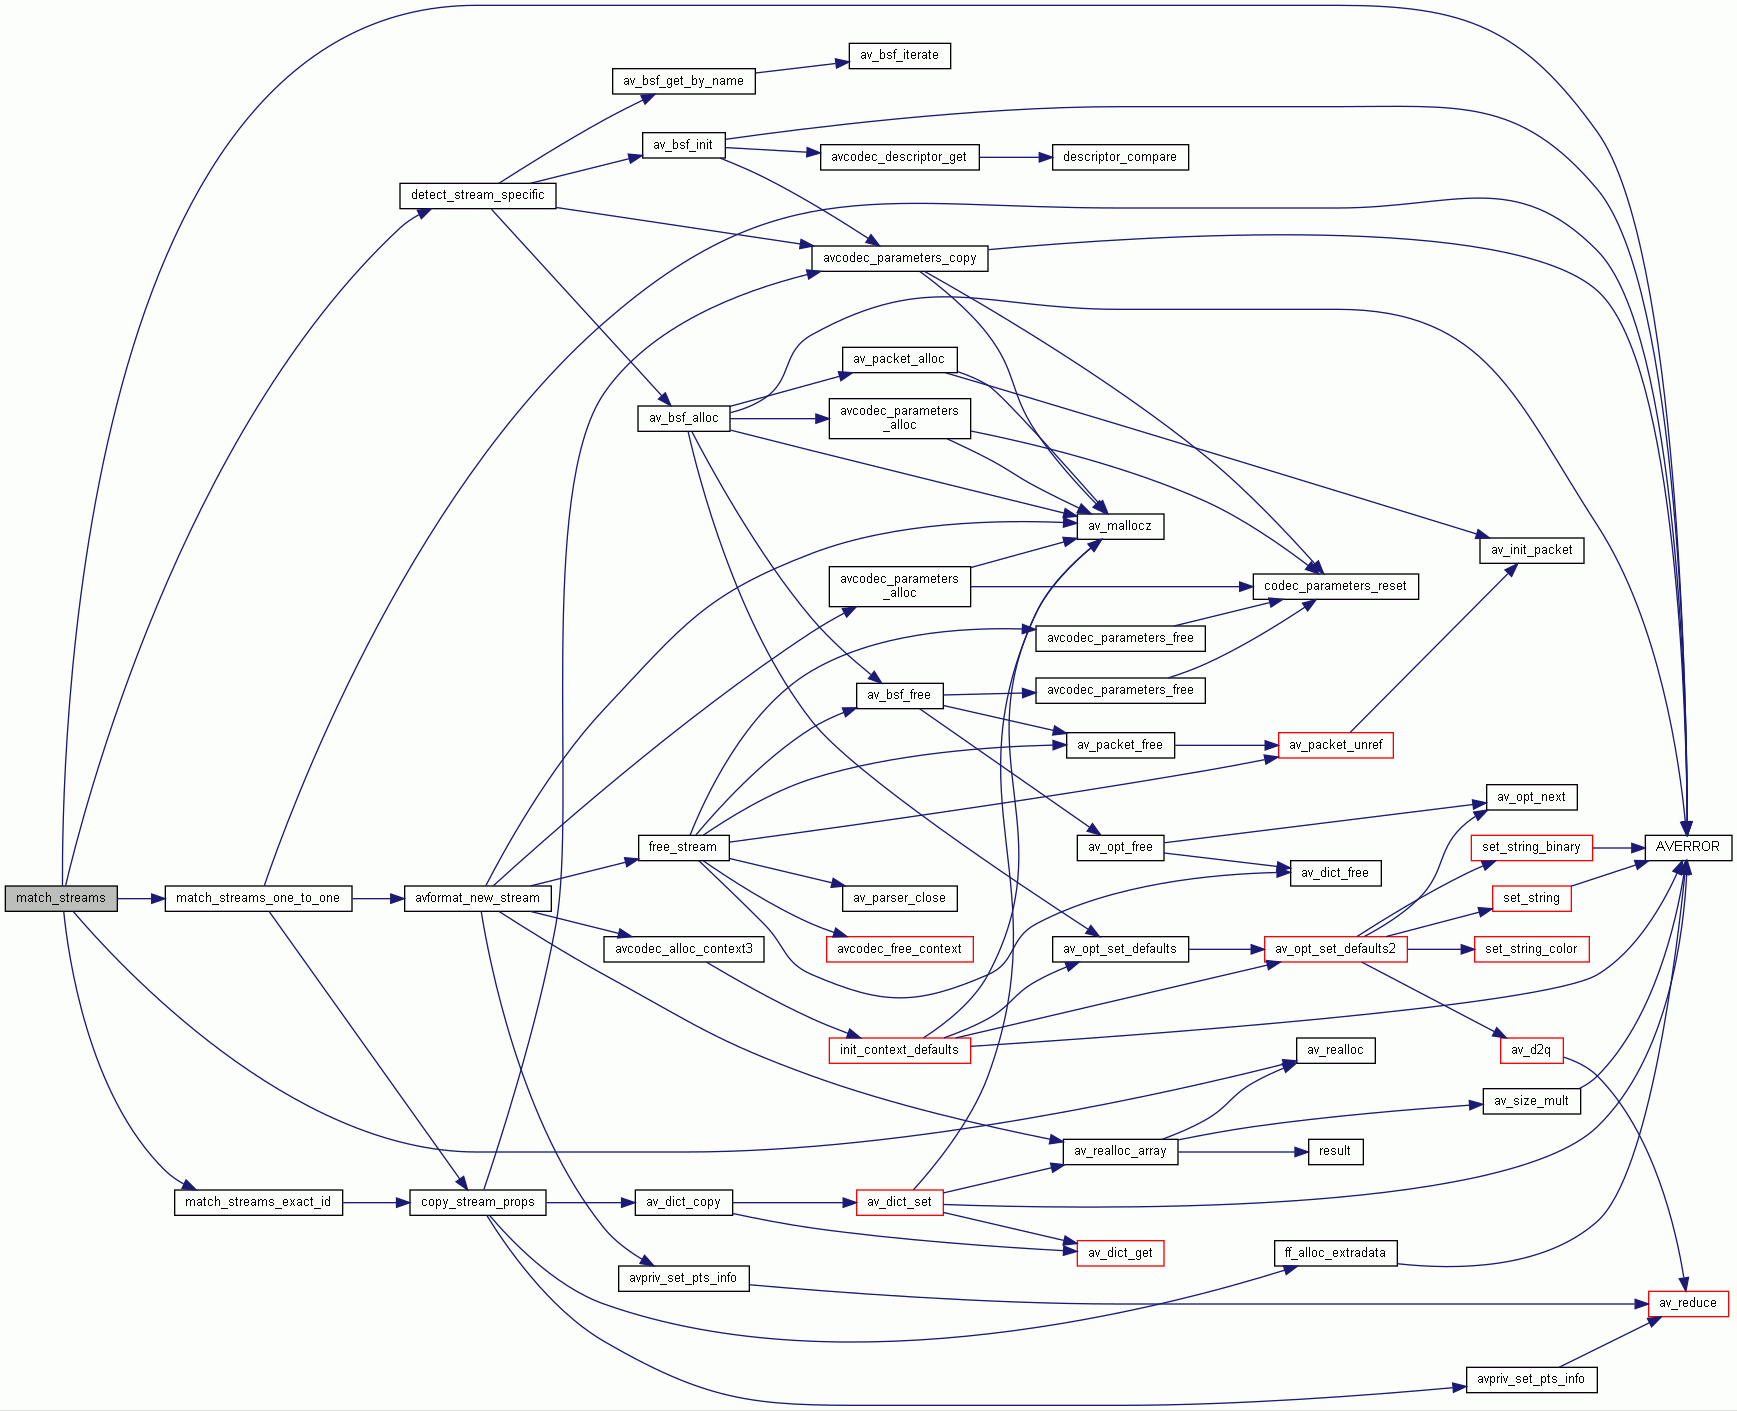 av_bsf_iterate
av_bsf_get_by_name
av_bsf_init
avcodec_descriptor_get
descriptor_compare
detect_stream_specific
avcodec_parameters_copy
av_packet_alloc
av_bsf_alloc
avcodec_parameters
_alloc
av_mallocz
av_init_packet
avcodec_parameters
_alloc
codec_parameters_reset
avcodec_parameters_free
av_bsf_free
avcodec_parameters_free
av_packet_free
av_packet_unref
av_opt_next
free_stream
av_opt_free
set_string_binary
AVERROR
av_dict_free
match_streams
match_streams_one_to_one
avformat_new_stream
av_parser_close
set_string
avcodec_alloc_context3
avcodec_free_context
av_opt_set_defaults
av_opt_set_defaults2
set_string_color
init_context_defaults
av_realloc
av_d2q
av_size_mult
av_realloc_array
result
match_streams_exact_id
copy_stream_props
av_dict_copy
av_dict_set
av_dict_get
ff_alloc_extradata
avpriv_set_pts_info
av_reduce
avpriv_set_pts_info